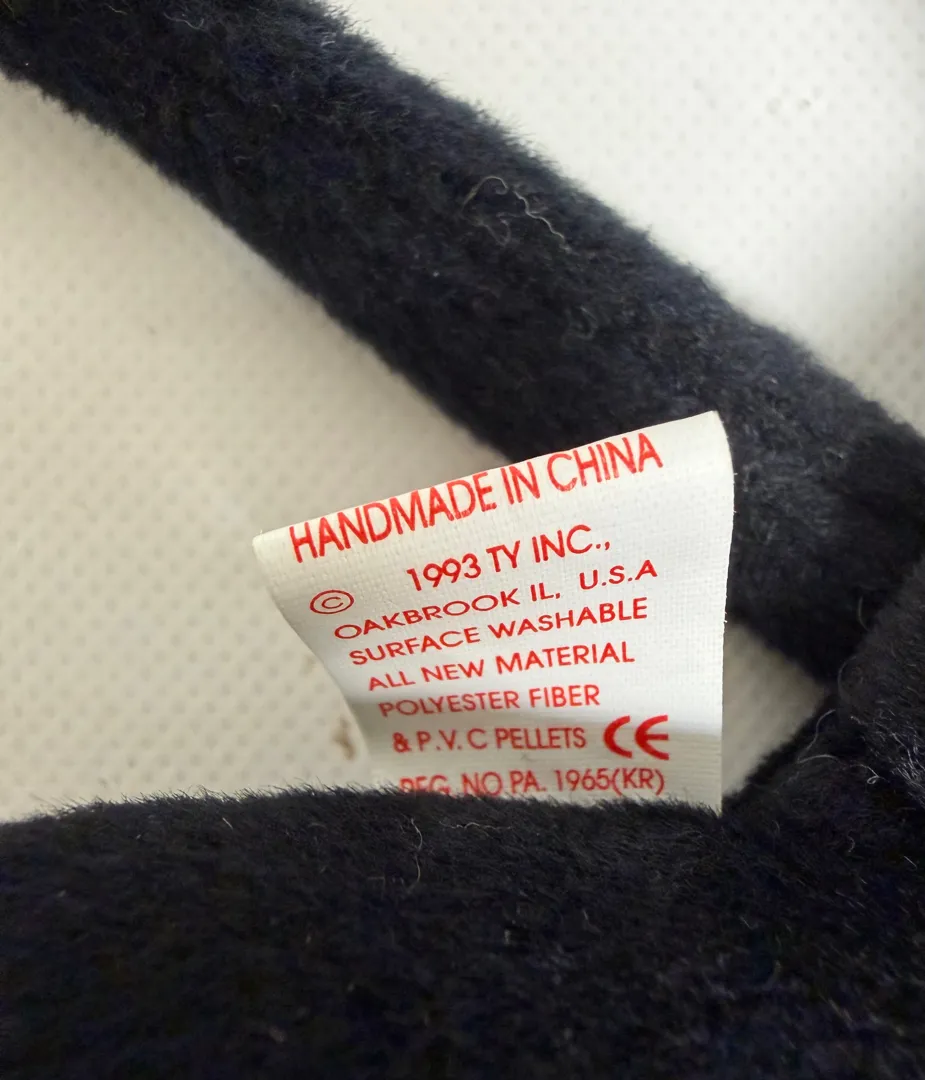 HANDMADE IN CHINA
© 1993 TY INC.,
OAKBROOK IL, U.S.A
SURFACE WASHABLE
ALL NEW MATERIAL
POLYESTER FIBER
& P.V.C PELLETS CE
REG. NO PA. 1965(KR)